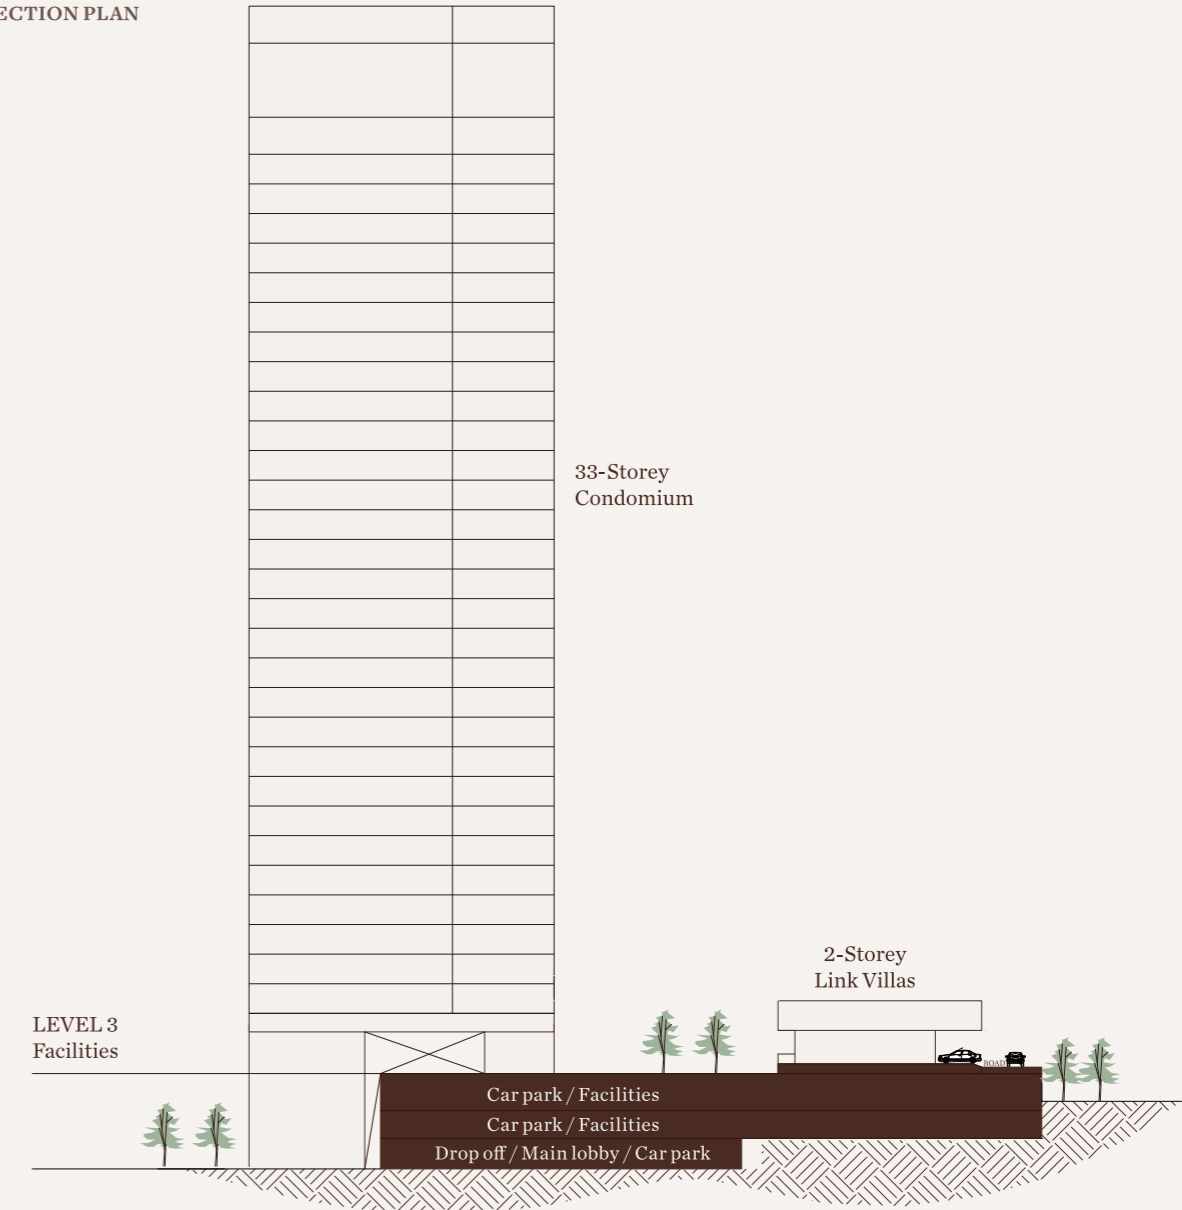 ECTION PLAN
33-Storey
Condomium
2-Storey
Link Villas
LEVEL 3
Facilities
ROAD
Car park / Facilities
Car park / Facilities
Drop off / Main lobby / Car park